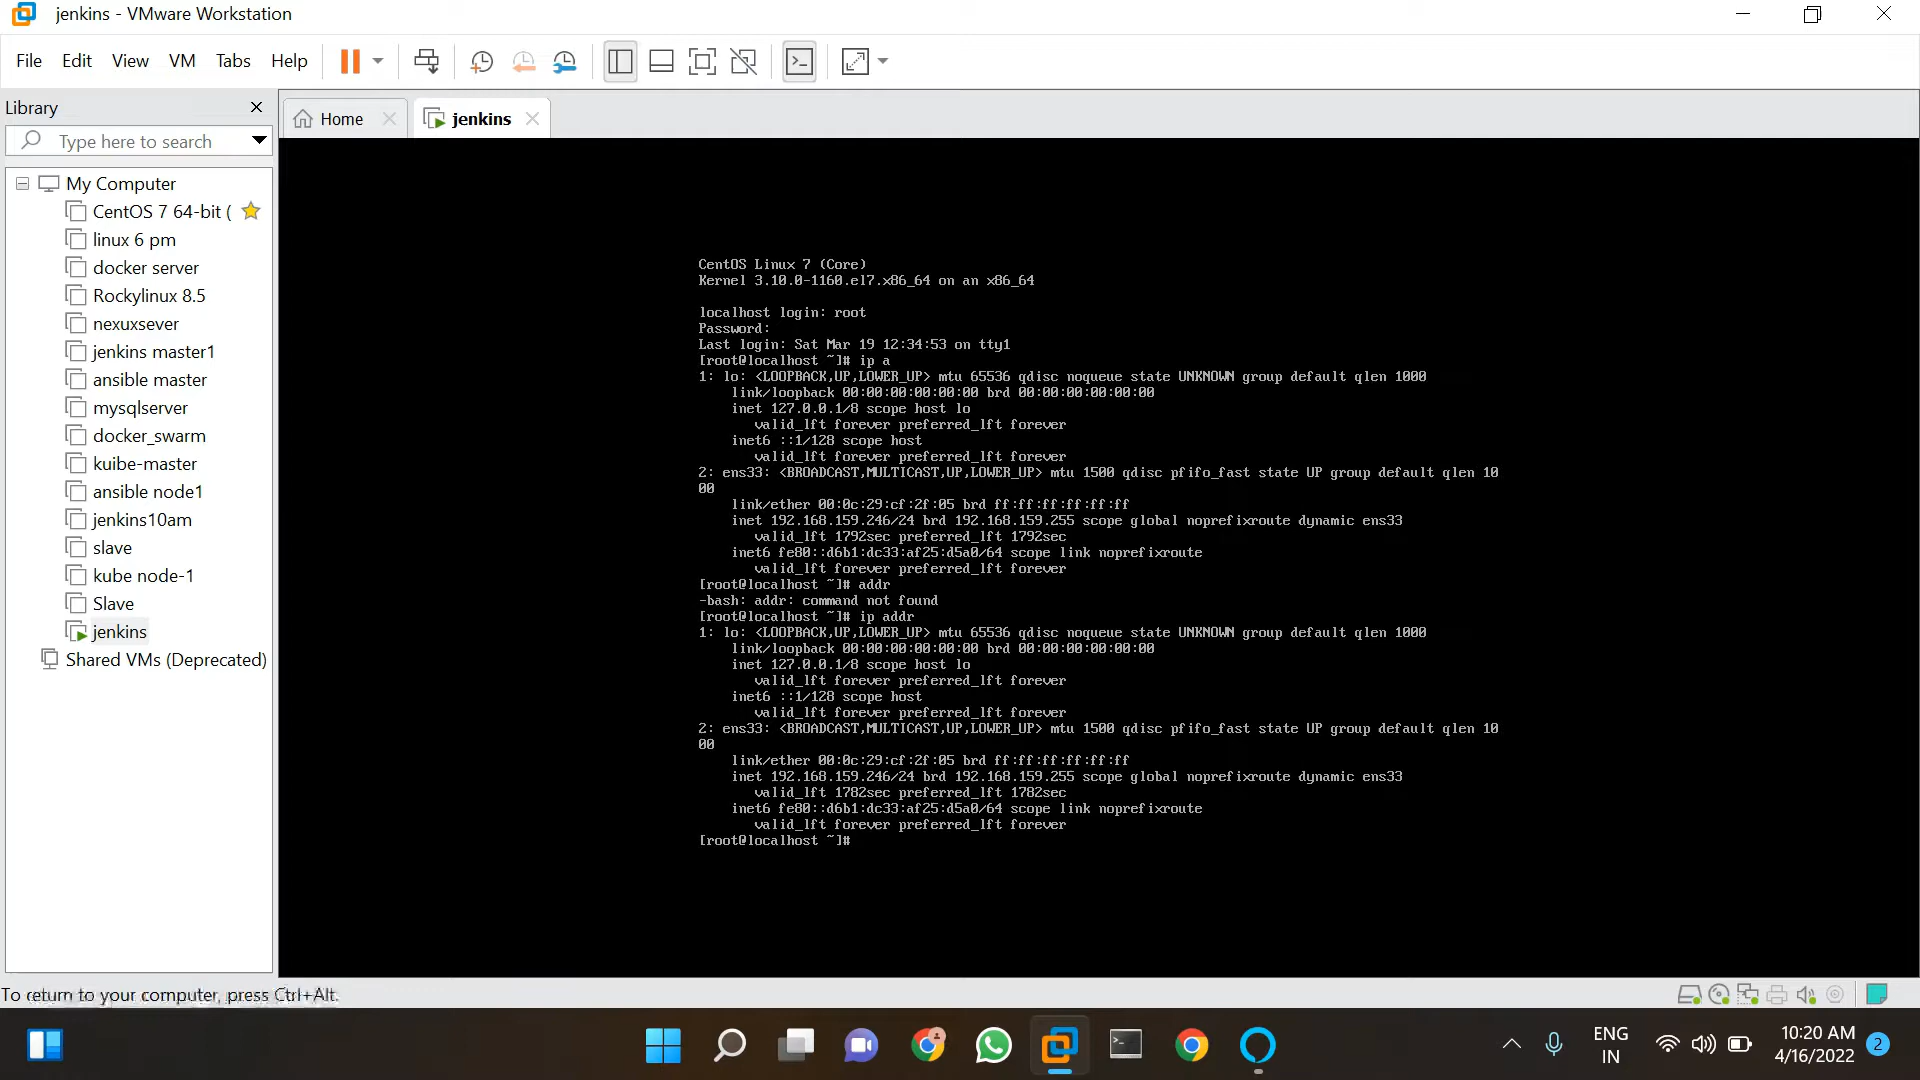 jenkins - VMware Workstation
File Edit View VM Tabs Help
Library
Type here to search
My Computer
CentOS 7 64-bit (
linux 6 pm
docker server
Rockylinux 8.5
nexuxsever
jenkins master1
ansible master
mysqlserver
docker_swarm
kuibe-master
ansible node1
jenkins10am
slave
kube node-1
Slave
jenkins
Shared VMs (Deprecated)
Home
jenkins
CentOS Linux 7 (Core)
Kernel 3.10.0-1160.el7.x86_64 on an x86_64
localhost login: root
Password:
Last login: Sat Mar 19 12:34:53 on tty1
[root@localhost ~]# ip a
1: lo: <LOOPBACK,UP,LOWER_UP> mtu 65536 qdisc noqueue state UNKNOWN group default qlen 1000
link/loopback 00:00:00:00:00:00 brd 00:00:00:00:00:00
inet 127.0.0.1/8 scope host lo
valid_lft forever preferred_lft forever
inet6 ::1/128 scope host
valid_lft forever preferred_lft forever
2: ens33: <BROADCAST,MULTICAST,UP,LOWER_UP> mtu 1500 qdisc pfifo_fast state UP group default qlen 10
00
link/ether 00:0c:29:cf:2f:05 brd ff:ff:ff:ff:ff:ff
inet 192.168.159.246/24 brd 192.168.159.255 scope global noprefixroute dynamic ens33
valid_lft 1792sec preferred_lft 1792sec
inet6 fe80::d6b1:dc33:af25:d5a0/64 scope link noprefixroute
valid_lft forever preferred_lft forever
[root@localhost ~]# addr
-bash: addr: command not found
[root@localhost ~]# ip addr
1: lo: <LOOPBACK,UP,LOWER_UP> mtu 65536 qdisc noqueue state UNKNOWN group default qlen 1000
link/loopback 00:00:00:00:00:00 brd 00:00:00:00:00:00
inet 127.0.0.1/8 scope host lo
valid_lft forever preferred_lft forever
inet6 ::1/128 scope host
valid_lft forever preferred_lft forever
2: ens33: <BROADCAST,MULTICAST,UP,LOWER_UP> mtu 1500 qdisc pfifo_fast state UP group default qlen 10
00
link/ether 00:0c:29:cf:2f:05 brd ff:ff:ff:ff:ff:ff
inet 192.168.159.246/24 brd 192.168.159.255 scope global noprefixroute dynamic ens33
valid_lft 1782sec preferred_lft 1782sec
inet6 fe80::d6b1:dc33:af25:d5a0/64 scope link noprefixroute
valid_lft forever preferred_lft forever
[root@localhost ~]#
To return to your computer, press Ctrl+Alt.
ENG
IN
10:20 AM
4/16/2022
2